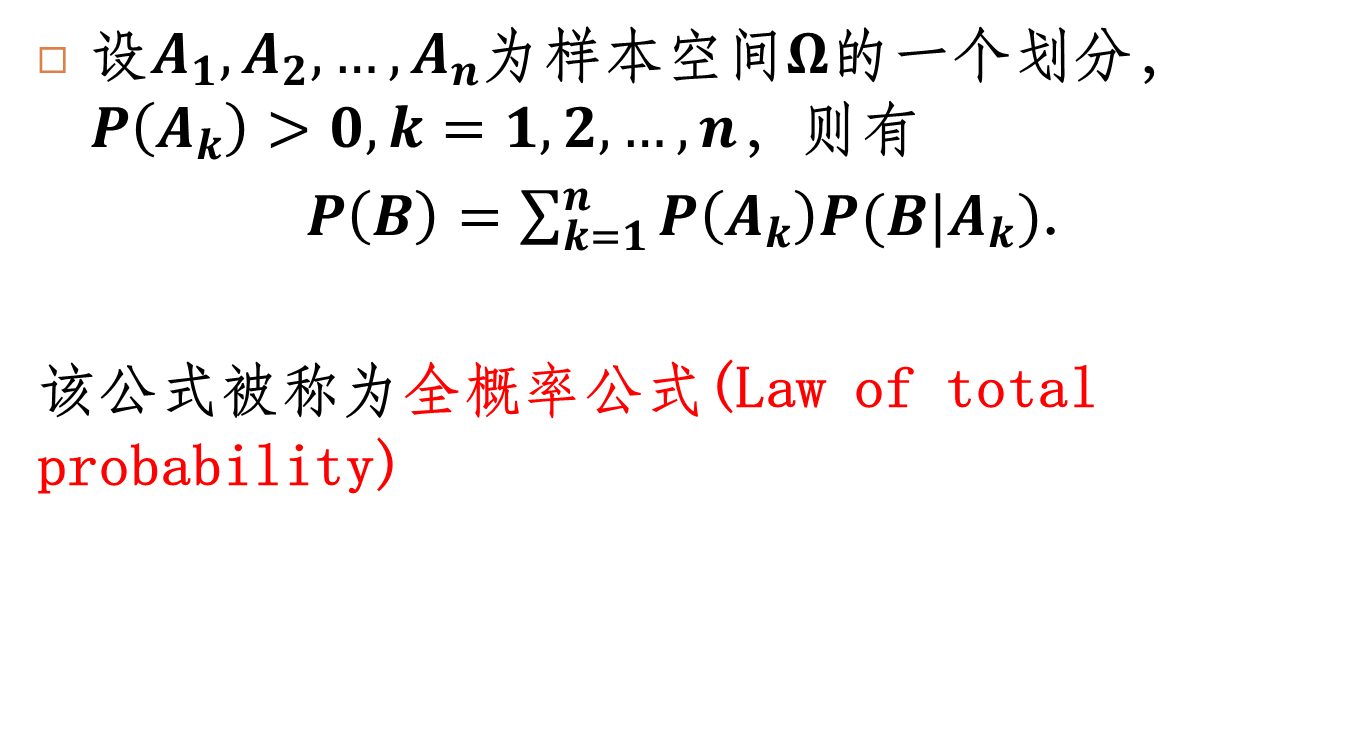 设A₁, A₂, … , Aₙ为样本空间Ω的一个划分，
P(Aₖ) > 0, k = 1, 2, … , n，则有
P(B) = ∑ₖ₌₁ⁿ P(Aₖ)P(B|Aₖ).
该公式被称为全概率公式(Law of total
probability)